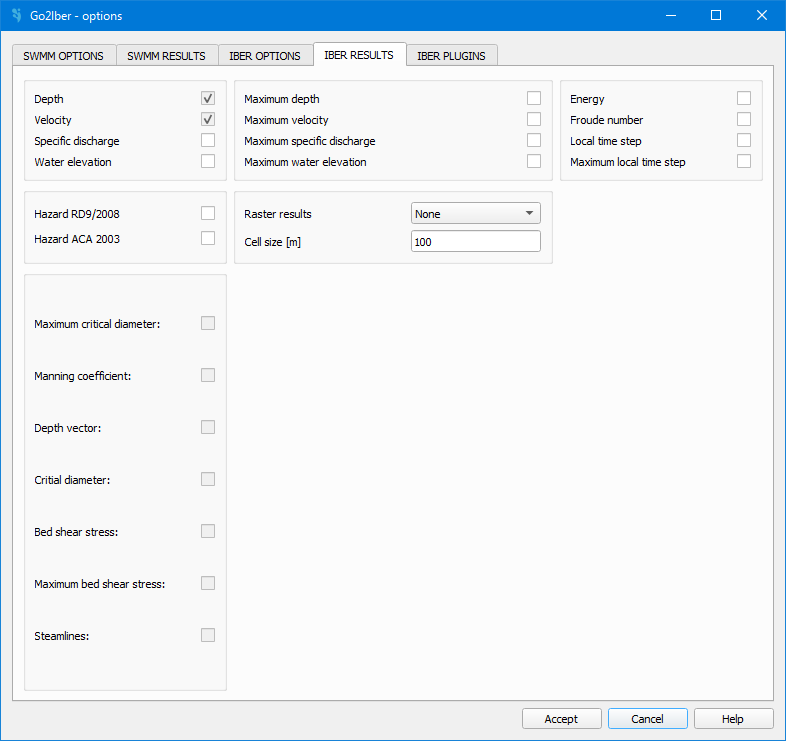 Go2Iber - options
SWMM OPTIONS
SWMM RESULTS
IBER OPTIONS
IBER RESULTS
IBER PLUGINS
Depth
Velocity
Specific discharge
Water elevation
Maximum depth
Maximum velocity
Maximum specific discharge
Maximum water elevation
Energy
Froude number
Local time step
Maximum local time step
Hazard RD9/2008
Hazard ACA 2003
Raster results
None
Cell size [m]
100
Maximum critical diameter:
Manning coefficient:
Depth vector:
Critial diameter:
Bed shear stress:
Maximum bed shear stress:
Steamlines:
Accept
Cancel
Help